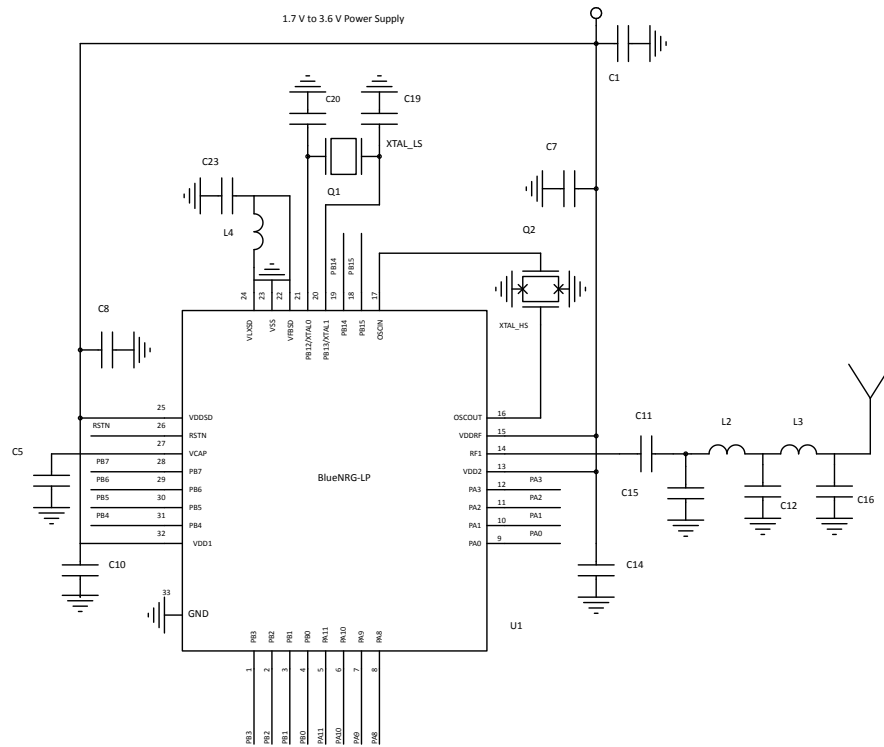 1.7 V to 3.6 V Power Supply
C1
C20
C19
XTAL_LS
C7
C23
Q1
L4
Q2
PB14
PB15
24
23
22
21
20
19
18
17
C8
VLXSD
VSS
VFBSD
PB12/XTAL0
PB13/XTAL1
PB14
PB15
OSCIN
XTAL_HS
25
VDDSD
OSCOUT
16
C11
L2
L3
RSTN
26
RSTN
VDDRF
15
C5
27
VCAP
RF1
14
PB7
28
PB7
VDD2
13
BlueNRG-LP
PB6
29
PB6
PA3
12
PA3
C15
C12
C16
PB5
30
PB5
PA2
11
PA2
PB4
31
PB4
PA1
10
PA1
32
VDD1
PA0
9
PA0
C10
C14
33
GND
U1
PB3
PB2
PB1
PB0
PA11
PA10
PA9
PA8
1
2
3
4
5
6
7
8
PB3
PB2
PB1
PB0
PA11
PA10
PA9
PA8